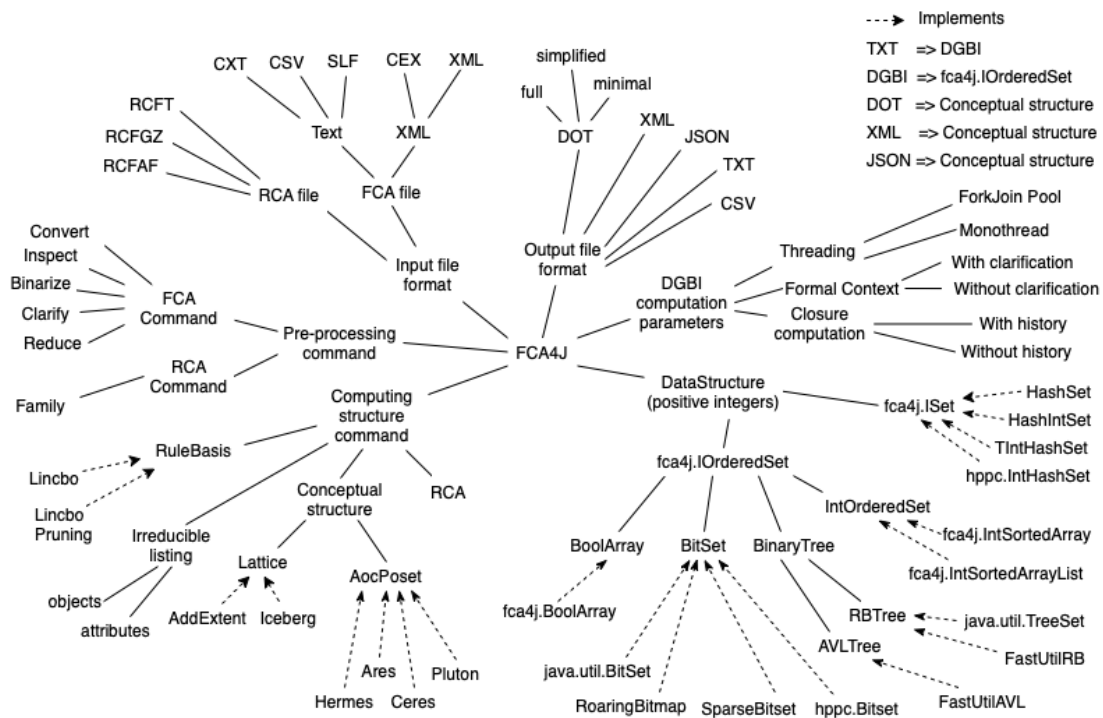 Implements
TXT => DGBI
DGBI => fca4j.IOrderedSet
DOT => Conceptual structure
XML => Conceptual structure
JSON => Conceptual structure
CXT
CSV
SLF
CEX
XML
Text
XML
RCFT
RCFGZ
RCFAF
RCA file
FCA file
simplified
full
minimal
DOT
XML
JSON
TXT
CSV
Input file
format
Output file
format
Convert
Inspect
Binarize
Clarify
Reduce
FCA
Command
RCA
Command
Family
Pre-processing
command
FCA4J
DGBI
computation
parameters
Threading
ForkJoin Pool
Monothread
Formal Context
With clarification
Without clarification
Closure
computation
With history
Without history
Computing
structure
command
RuleBasis
Lincbo
Lincbo
Pruning
Irreducible
listing
objects
attributes
Conceptual
structure
RCA
Lattice
AddExtent
Iceberg
AocPoset
Hermes
Ares
Ceres
Pluton
DataStructure
(positive integers)
fca4j.ISet
HashSet
HashIntSet
TIntHashSet
hppc.IntHashSet
fca4j.IOrderedSet
BoolArray
fca4j.BoolArray
BitSet
java.util.BitSet
RoaringBitmap
SparseBitset
hppc.Bitset
BinaryTree
RBTree
java.util.TreeSet
FastUtilRB
AVLTree
FastUtilAVL
IntOrderedSet
fca4j.IntSortedArray
fca4j.IntSortedArrayList